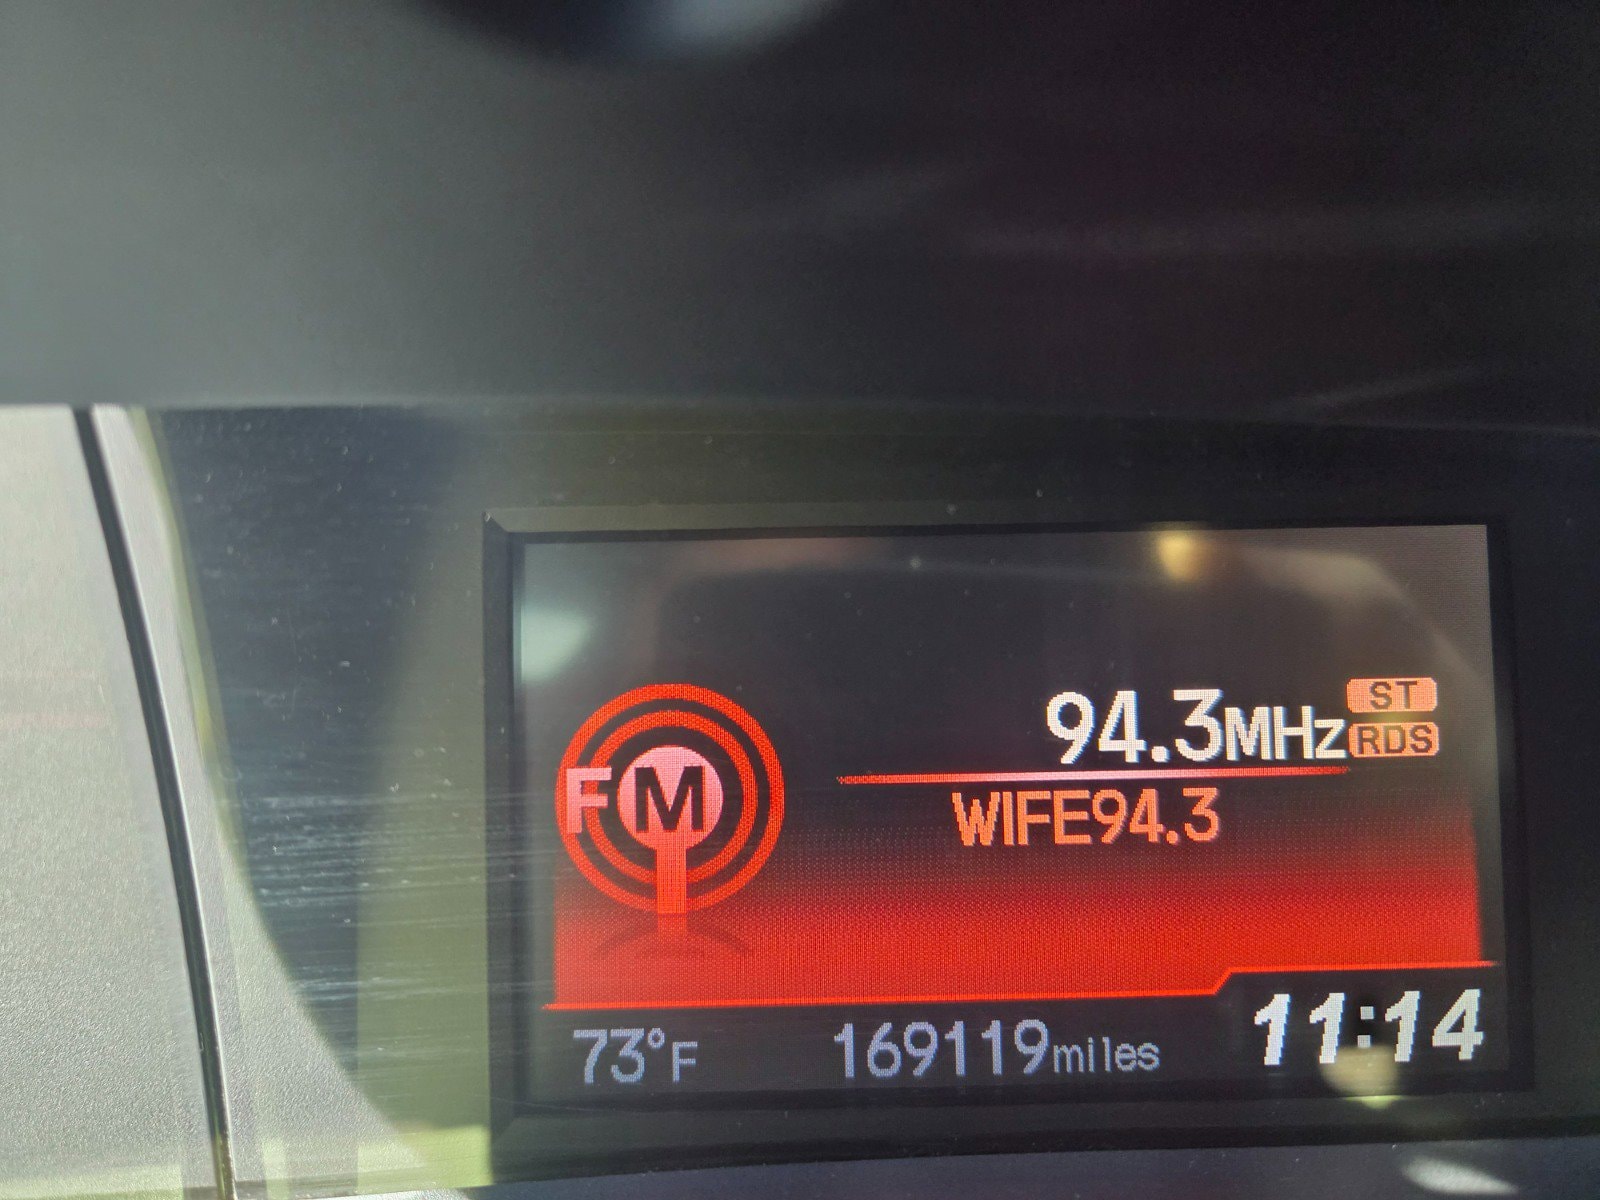 94.3MHz ST
RDS
FM
WIFE94.3
73°F 169119miles 11:14